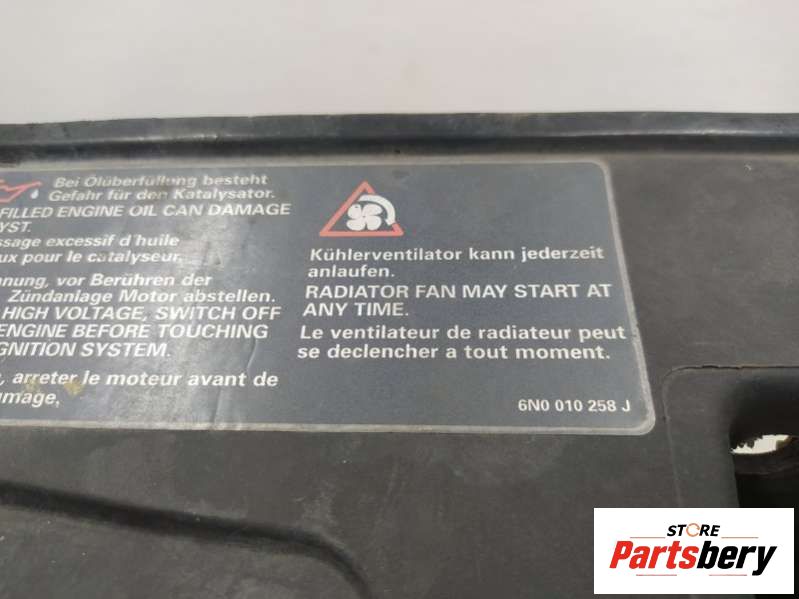 Bei Ölüberfüllung besteht
Gefahr für den Katalysator.
FILLED ENGINE OIL CAN DAMAGE
YST.
ssage excessif d'huile
ux pour le catalyseur.
nung, vor Berühren der
Zündanlage Motor abstellen.
HIGH VOLTAGE, SWITCH OFF
ENGINE BEFORE TOUCHING
GNITION SYSTEM.
, arreter le moteur avant de
umage,
Kühlerventilator kann jederzeit
anlaufen.
RADIATOR FAN MAY START AT
ANY TIME.
Le ventilateur de radiateur peut
se declencher a tout moment.
6N0 010 258 J
STORE
Partsbery